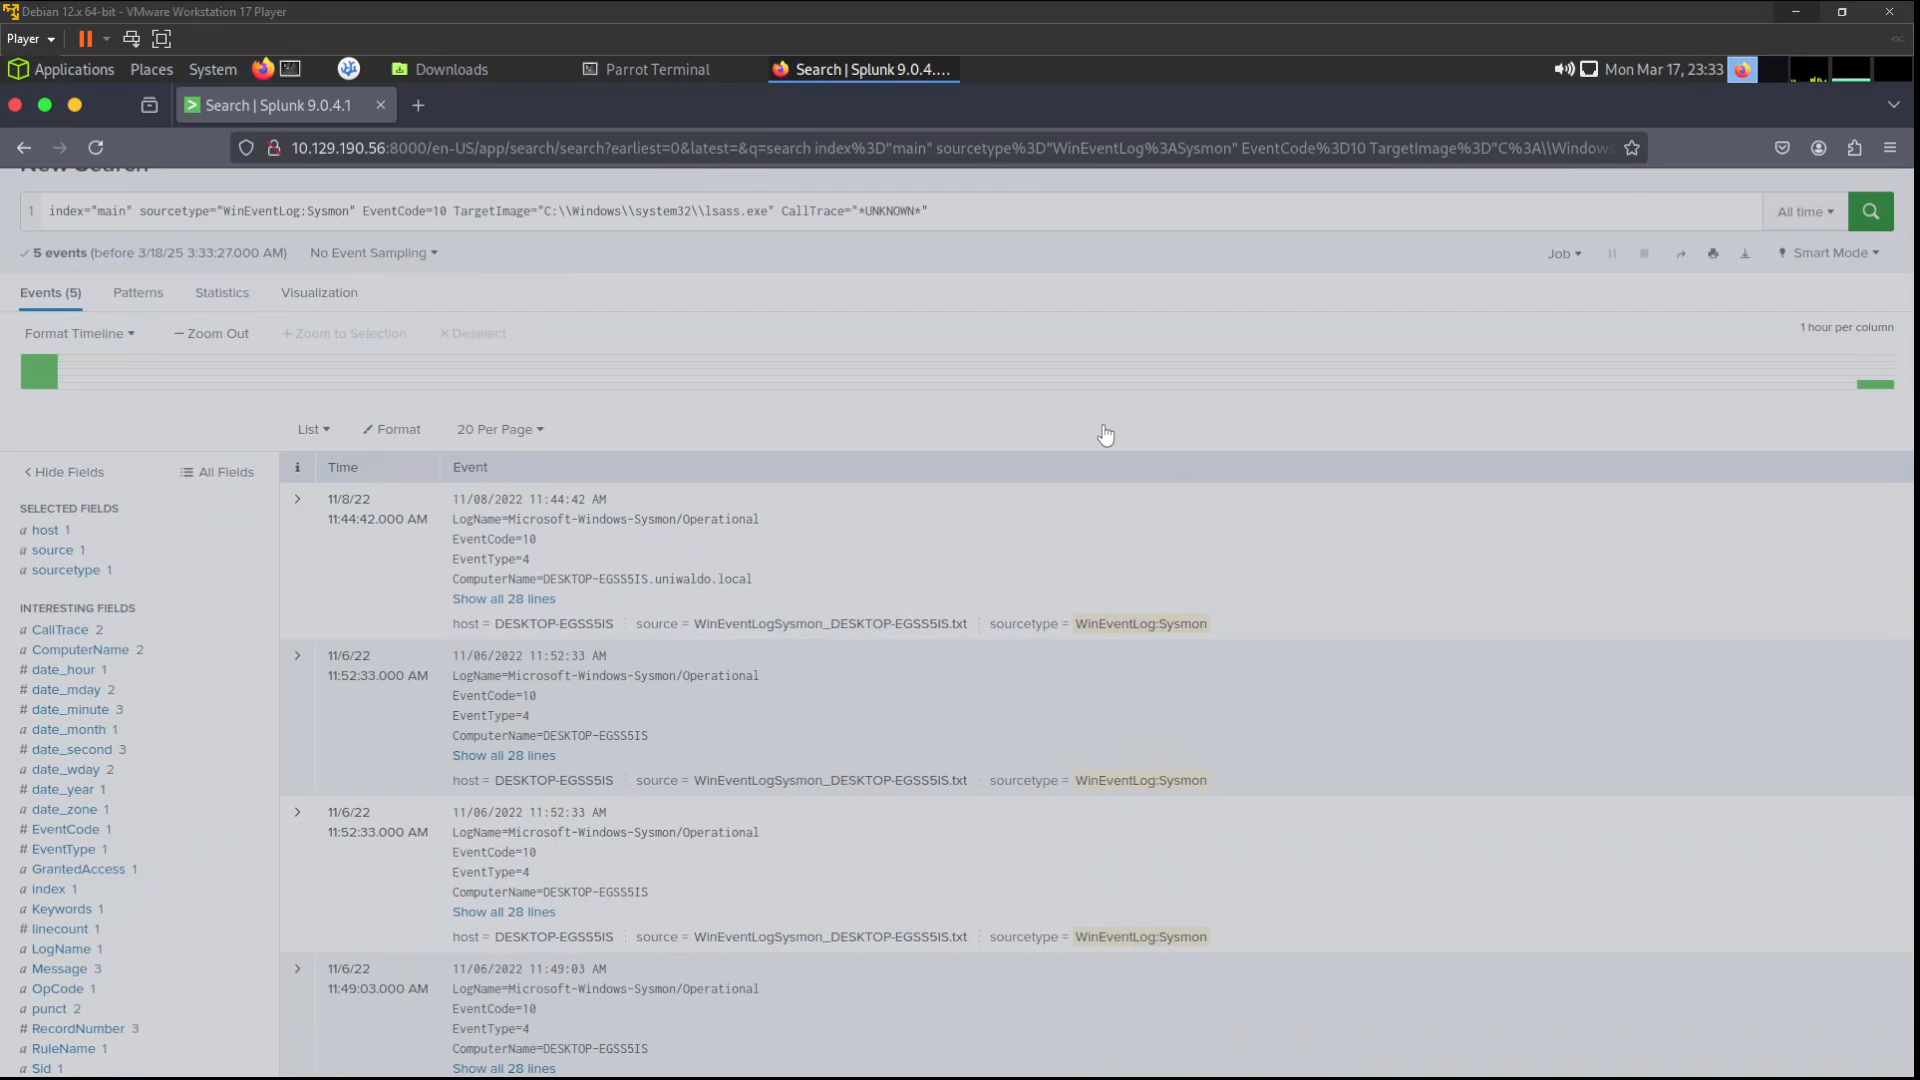 Debian 12.x 64-bit - VMware Workstation 17 Player
Player
Applications Places System Downloads Parrot Terminal Search | Splunk 9.0.4.... Mon Mar 17, 23:33
Search | Splunk 9.0.4.1
10.129.190.56:8000/en-US/app/search/search?earliest=0&latest=&q=search index%3D"main" sourcetype%3D"WinEventLog%3ASysmon" EventCode%3D10 TargetImage%3D"C%3A\\Windows
New Search
1 index="main" sourcetype="WinEventLog:Sysmon" EventCode=10 TargetImage="C:\\Windows\\system32\\lsass.exe" CallTrace="*UNKNOWN*" All time
5 events (before 3/18/25 3:33:27.000 AM) No Event Sampling Job Smart Mode
Events (5) Patterns Statistics Visualization
Format Timeline — Zoom Out + Zoom to Selection × Deselect 1 hour per column
List Format 20 Per Page
< Hide Fields All Fields i Time Event
SELECTED FIELDS
a host 1
a source 1
a sourcetype 1
INTERESTING FIELDS
a CallTrace 2
a ComputerName 2
# date_hour 1
# date_mday 2
# date_minute 3
a date_month 1
# date_second 3
a date_wday 2
# date_year 1
a date_zone 1
# EventCode 1
# EventType 1
a GrantedAccess 1
a index 1
a Keywords 1
# linecount 1
a LogName 1
a Message 3
a OpCode 1
a punct 2
# RecordNumber 3
a RuleName 1
a Sid 1
> 11/8/22 11/08/2022 11:44:42 AM
11:44:42.000 AM LogName=Microsoft-Windows-Sysmon/Operational
EventCode=10
EventType=4
ComputerName=DESKTOP-EGSS5IS.uniwaldo.local
Show all 28 lines
host = DESKTOP-EGSS5IS source = WinEventLogSysmon_DESKTOP-EGSS5IS.txt sourcetype = WinEventLog:Sysmon
> 11/6/22 11/06/2022 11:52:33 AM
11:52:33.000 AM LogName=Microsoft-Windows-Sysmon/Operational
EventCode=10
EventType=4
ComputerName=DESKTOP-EGSS5IS
Show all 28 lines
host = DESKTOP-EGSS5IS source = WinEventLogSysmon_DESKTOP-EGSS5IS.txt sourcetype = WinEventLog:Sysmon
> 11/6/22 11/06/2022 11:52:33 AM
11:52:33.000 AM LogName=Microsoft-Windows-Sysmon/Operational
EventCode=10
EventType=4
ComputerName=DESKTOP-EGSS5IS
Show all 28 lines
host = DESKTOP-EGSS5IS source = WinEventLogSysmon_DESKTOP-EGSS5IS.txt sourcetype = WinEventLog:Sysmon
> 11/6/22 11/06/2022 11:49:03 AM
11:49:03.000 AM LogName=Microsoft-Windows-Sysmon/Operational
EventCode=10
EventType=4
ComputerName=DESKTOP-EGSS5IS
Show all 28 lines